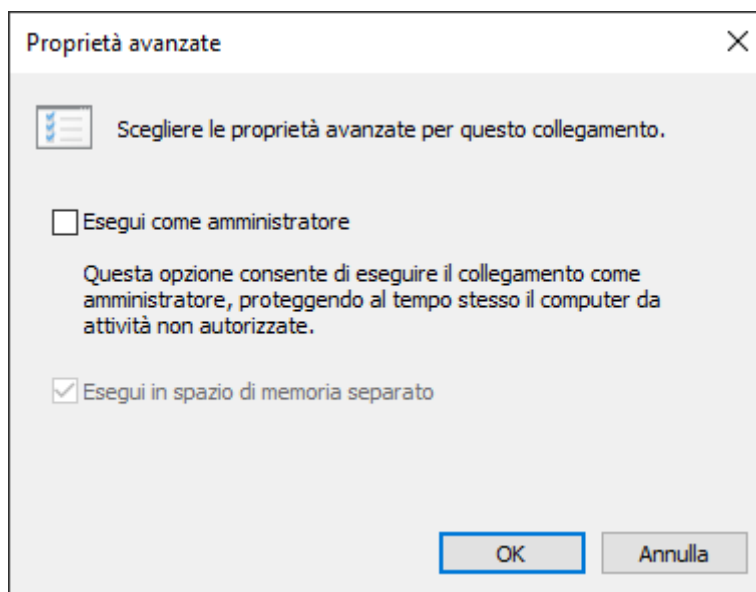 Proprietà avanzate
Scegliere le proprietà avanzate per questo collegamento.
Esegui come amministratore
Questa opzione consente di eseguire il collegamento come
amministratore, proteggendo al tempo stesso il computer da
attività non autorizzate.
Esegui in spazio di memoria separato
OK
Annulla